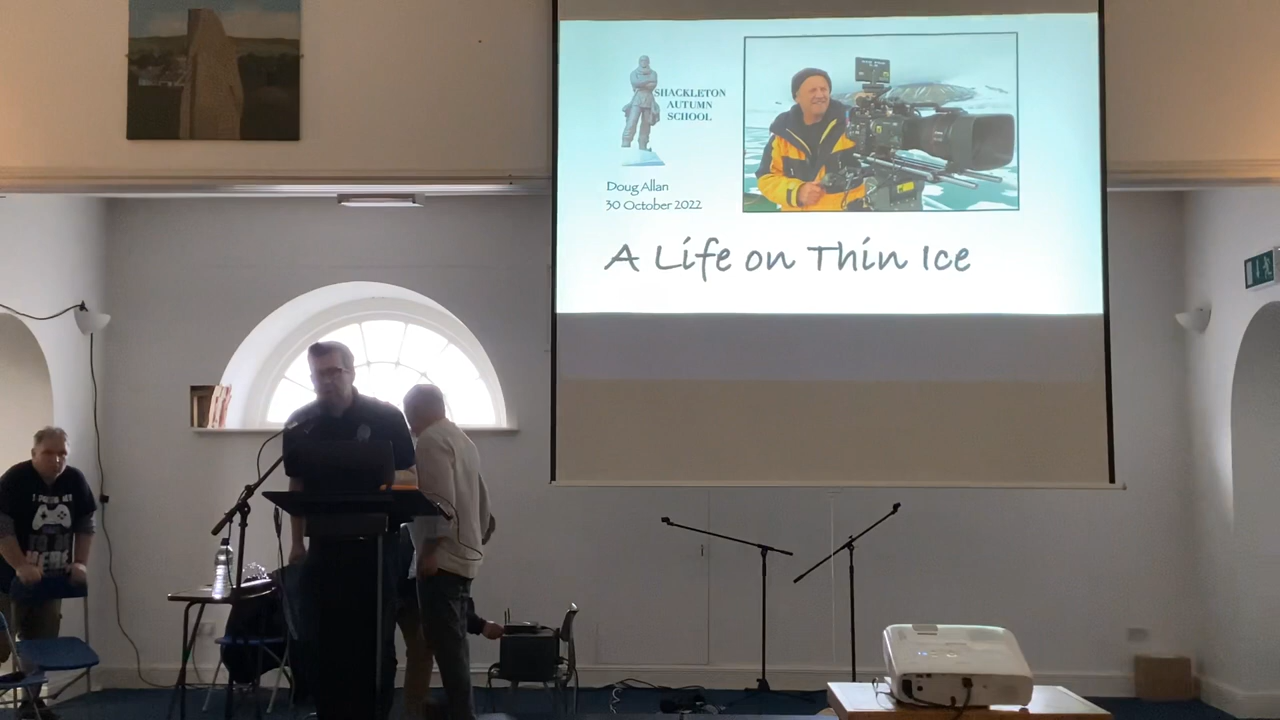 SHACKLETON
AUTUMN
SCHOOL
Doug Allan
30 October 2022
A Life on Thin Ice